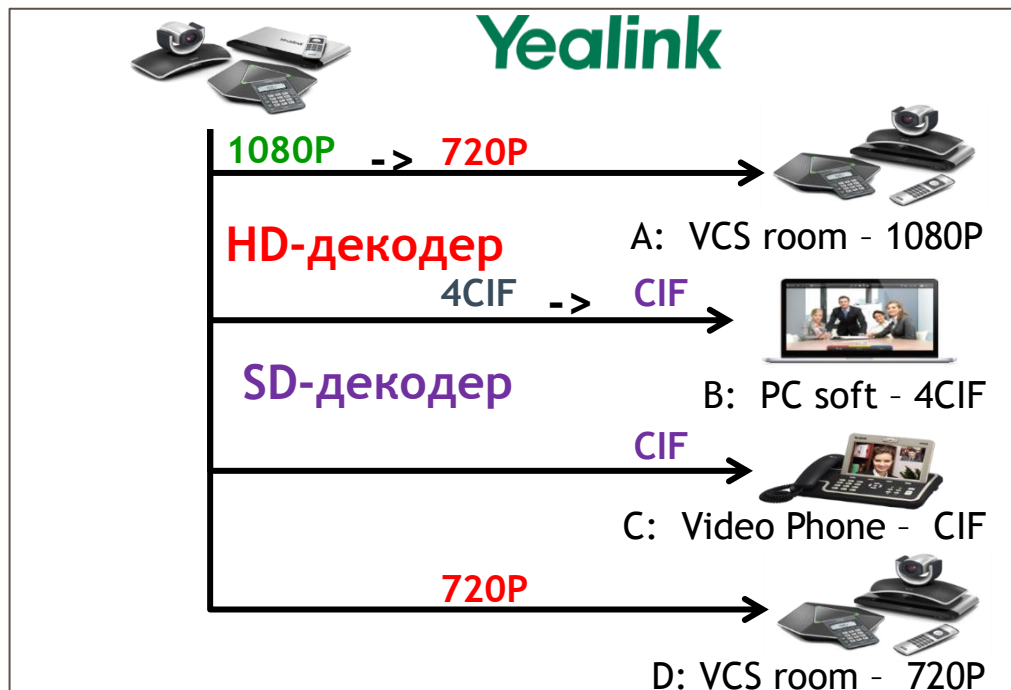 Yealink
1080P -> 720P
A: VCS room – 1080P
HD-декодер
4CIF -> CIF
B: PC soft – 4CIF
SD-декодер
CIF
C: Video Phone – CIF
720P
D: VCS room – 720P